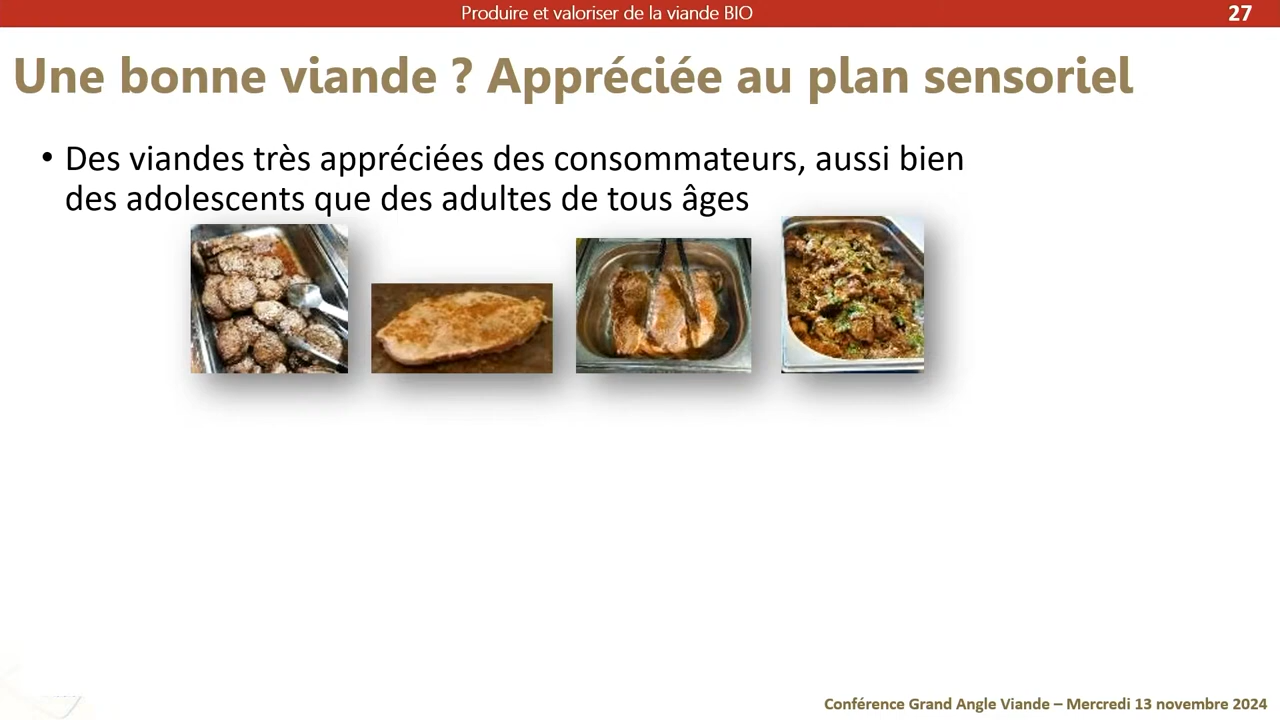 Produire et valoriser de la viande BIO
27
Une bonne viande ? Appréciée au plan sensoriel
• Des viandes très appréciées des consommateurs, aussi bien
des adolescents que des adultes de tous âges
Conférence Grand Angle Viande – Mercredi 13 novembre 2024